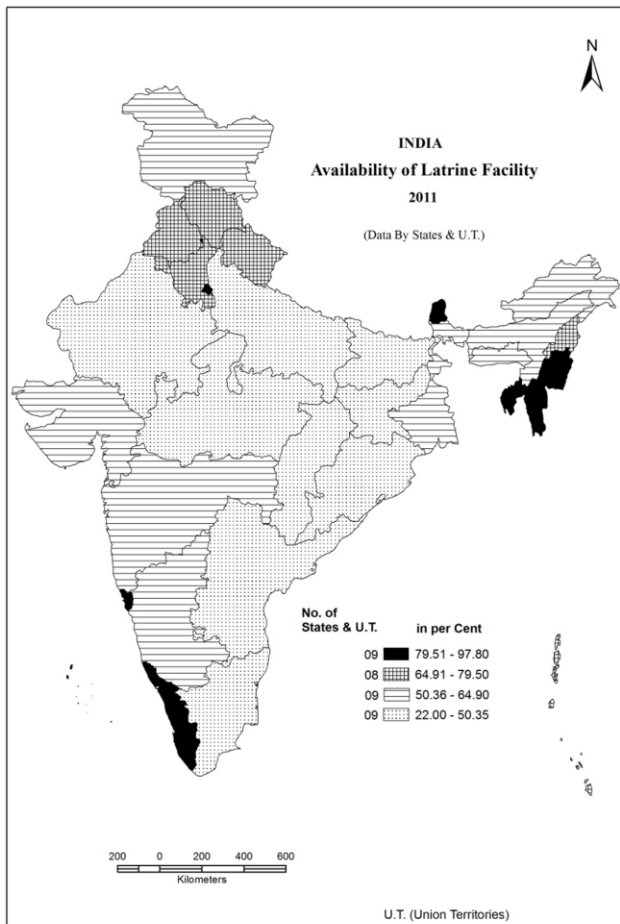 N
INDIA
Availability of Latrine Facility
2011
(Data By States & U.T.)
No. of
States & U.T. in per Cent
09 79.51 - 97.80
08 64.91 - 79.50
09 50.36 - 64.90
09 22.00 - 50.35
200 0 200 400 600
Kilometers
U.T. (Union Territories)